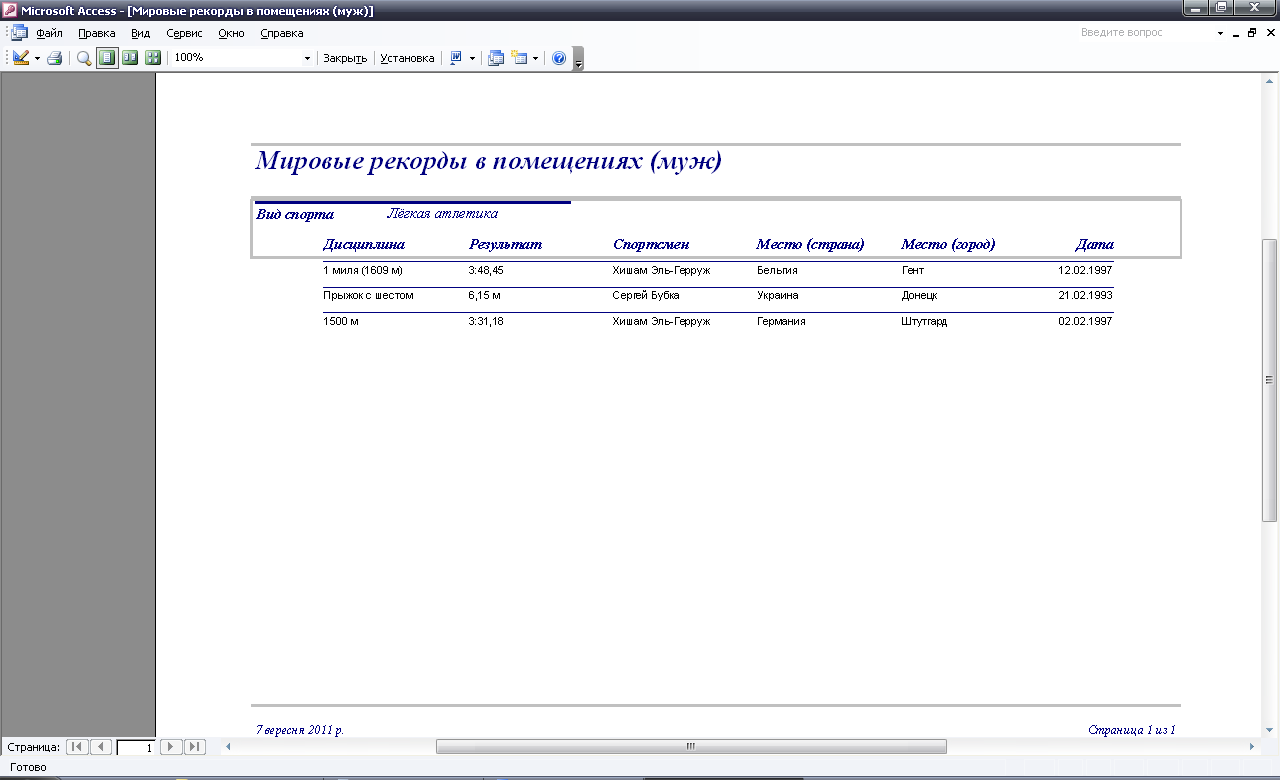 Microsoft Access - [Мировые рекорды в помещениях (муж)]
Файл Правка Вид Сервис Окно Справка Введите вопрос
100% Закрыть Установка
Мировые рекорды в помещениях (муж)
Вид спорта Лёгкая атлетика
Дисциплина Результат Спортсмен Место (страна) Место (город) Дата
1 миля (1609 м) 3:48,45 Хишам Эль-Герруж Бельгия Гент 12.02.1997
Прыжок с шестом 6,15 м Сергей Бубка Украина Донецк 21.02.1993
1500 м 3:31,18 Хишам Эль-Герруж Германия Штутгард 02.02.1997
7 вересня 2011 р. Страница 1 из 1
Страница: 1
Готово